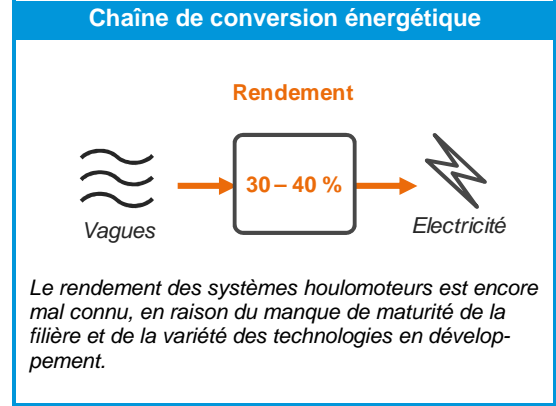 Chaîne de conversion énergétique
Rendement
30 – 40 %
Vagues
Electricité
Le rendement des systèmes houlomoteurs est encore
mal connu, en raison du manque de maturité de la
filière et de la variété des technologies en dévelop-
pement.